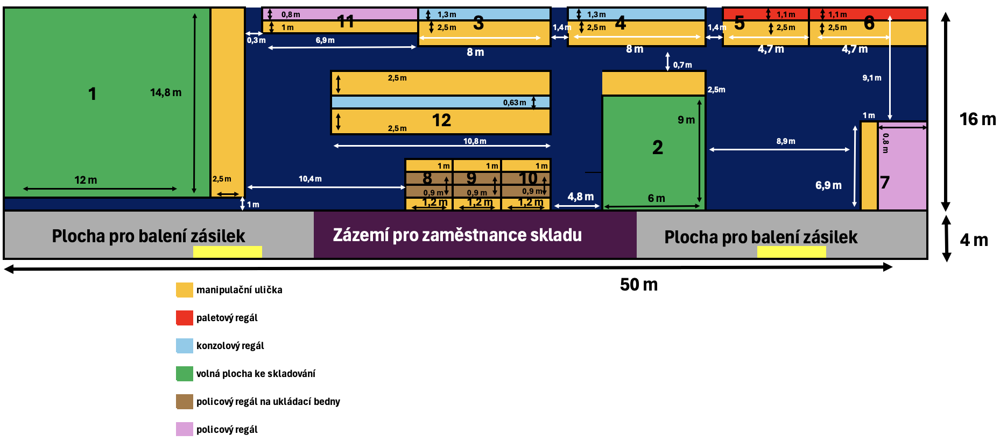 0,8 m
11
1 m
1,3 m
3
2,5 m
1,3 m
4
2,5 m
1,1 m
5
2,5 m
1,1 m
6
2,5 m
0,3 m
6,9 m
8 m
1,4 m
8 m
1,4 m
4,7 m
4,7 m
0,7 m
9,1 m
1
14,8 m
2,5 m
0,63 m
12
2,5 m
10,8 m
2,5m
9 m
2
8,9 m
1 m
0.8 m
16 m
12 m
2,5 m
10,4 m
1 m
1 m
1 m
8
9
10
0,9 m
0,9 m
0,9 m
1,2 m
1,2 m
1,2 m
4,8 m
6 m
6,9 m
7
1 m
Plocha pro balení zásilek
Zázemí pro zaměstnance skladu
Plocha pro balení zásilek
4 m
50 m
manipulační ulička
paletový regál
konzolový regál
volná plocha ke skladování
policový regál na ukládací bedny
policový regál